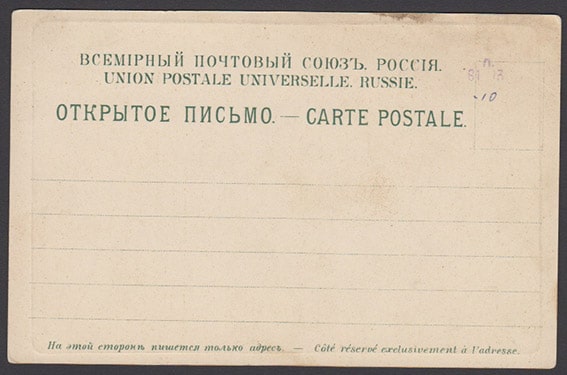 ВСЕМІРНЫЙ ПОЧТОВЫЙ СОЮЗЪ. РОССІЯ.
UNION POSTALE UNIVERSELLE. RUSSIE.
ОТКРЫТОЕ ПИСЬМО. — CARTE POSTALE.
На этой сторонѣ пишется только адресъ. — Côté réservé exclusivement à l'adresse.